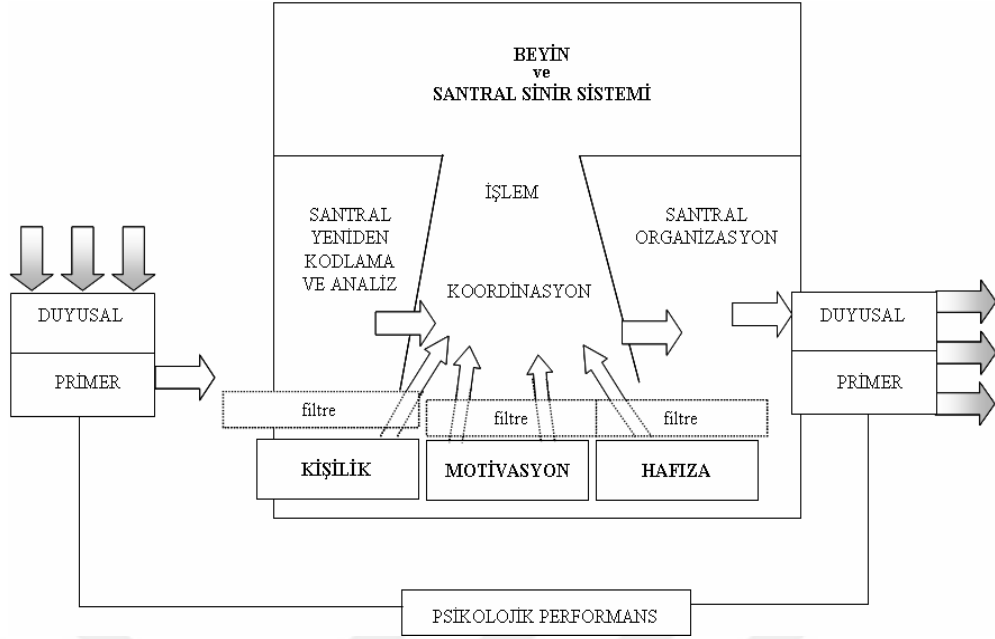 BEYİN
ve
SANTRAL SİNİR SİSTEMİ
İŞLEM
SANTRAL
YENİDEN
KODLAMA
VE ANALİZ
SANTRAL
ORGANİZASYON
KOORDİNASYON
DUYUSAL
PRİMER
DUYUSAL
PRİMER
filtre
filtre
filtre
KİŞİLİK
MOTİVASYON
HAFIZA
PSİKOLOJİK PERFORMANS